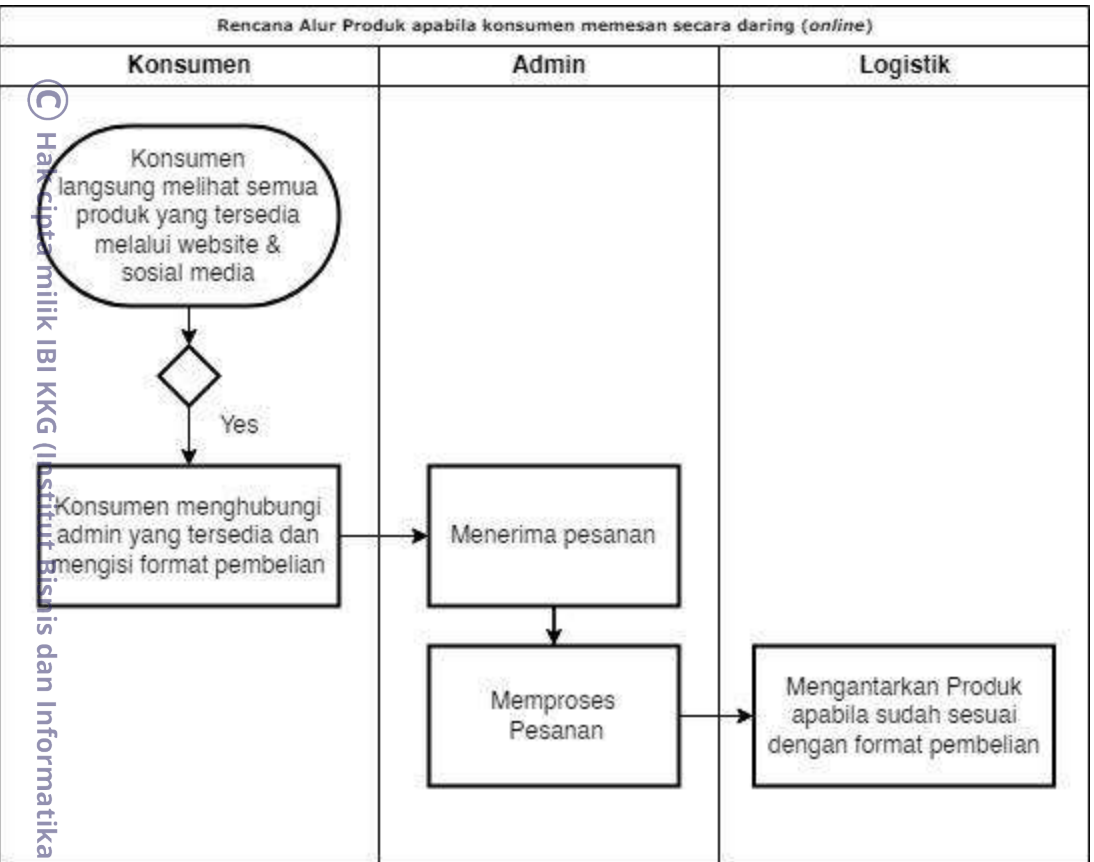 Rencana Alur Produk apabila konsumen memesan secara daring (online)
Konsumen
Admin
Logistik
Konsumen
langsung melihat semua
produk yang tersedia
melalui website &
sosial media
Yes
Konsumen menghubungi
admin yang tersedia dan
mengisi format pembelian
Menerima pesanan
Memproses
Pesanan
Mengantarkan Produk
apabila sudah sesuai
dengan format pembelian
© Hak cipta milik IBI KKG (Institut Bisnis dan Informatika